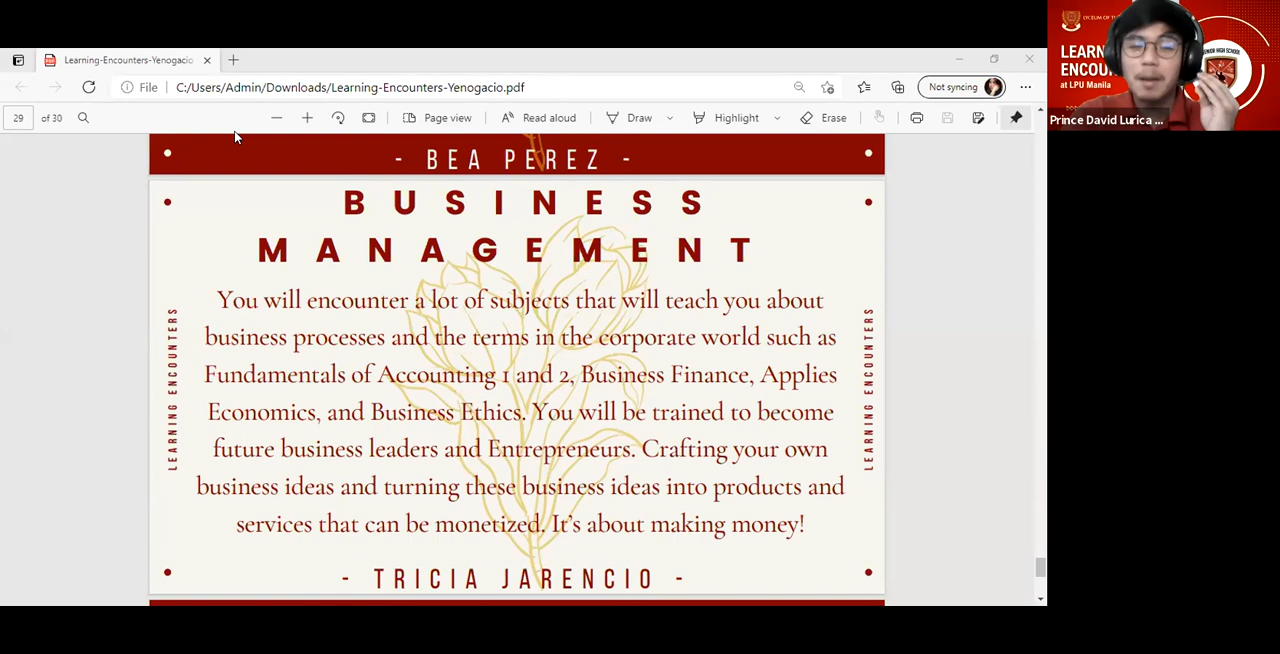 Learning-Encounters-Yenogacio
File
C:/Users/Admin/Downloads/Learning-Encounters-Yenogacio.pdf
Not syncing
29 of 30
Page view
Read aloud
Draw
Highlight
Erase
- BEA PEREZ -
BUSINESS
MANAGEMENT
You will encounter a lot of subjects that will teach you about
business processes and the terms in the corporate world such as
Fundamentals of Accounting 1 and 2, Business Finance, Applies
Economics, and Business Ethics. You will be trained to become
future business leaders and Entrepreneurs. Crafting your own
business ideas and turning these business ideas into products and
services that can be monetized. It's about making money!
- TRICIA JARENCIO -
LEARNING ENCOUNTERS
LEARNING ENCOUNTERS
LYCEUM OF
at LPU Manila
Prince David Lurica ...